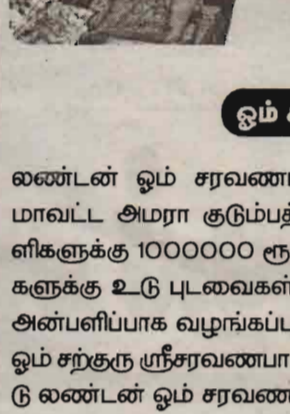 ஓம்
லண்டன் ஓம் சரவண
மாவட்ட அமரா குடும்பத்
ளிகளுக்கு 1000000 ரூ
களுக்கு உடு புடவைகள்
அன்பளிப்பாக வழங்கப்ப
ஓம் சற்குரு ஸ்ரீசரவணபா
டு லண்டன் ஓம் சரவண